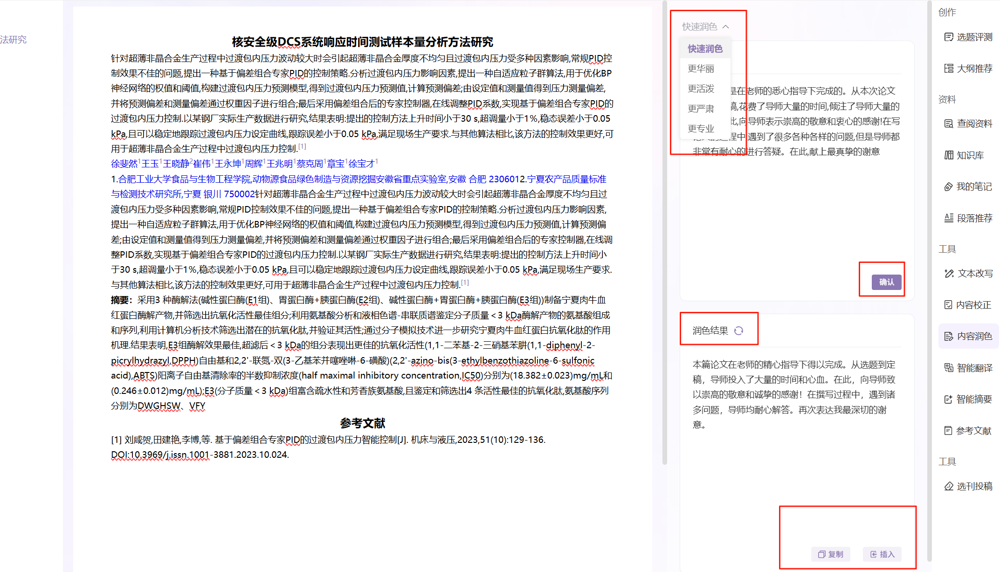 法研究
核安全级DCS系统响应时间测试样本量分析方法研究
针对超薄非晶合金生产过程中过渡包内压力波动较大时会引起超薄非晶合金厚度不均匀且过渡包内压力受多种因素影响,常规PID控
制效果不佳的问题,提出一种基于偏差组合专家PID的控制策略.分析过渡包内压力影响因素,提出一种自适应粒子群算法,用于优化BP
神经网络的权值和阈值,构建过渡包内压力预测模型,得到过渡包内压力预测值,计算预测偏差;由设定值和测量值得到压力测量偏差,
并将预测偏差和测量偏差通过权重因子进行组合;最后采用偏差组合后的专家控制器,在线调整PID系数,实现基于偏差组合专家PID的
过渡包内压力控制.以某钢厂实际生产数据进行研究,结果表明:提出的控制方法上升时间小于30 s,超调量小于1%,稳态误差小于0.05
kPa,且可以稳定地跟踪过渡包内压力设定曲线,跟踪误差小于0.05 kPa,满足现场生产要求.与其他算法相比,该方法的控制效果更好,可
用于超薄非晶合金生产过程中过渡包内压力控制.[1]
徐斐然1王玉1王晓静2崔伟1王永坤1周辉1王兆明1蔡克周1章宝1徐宝才1
1.合肥工业大学食品与生物工程学院,动物源食品绿色制造与资源挖掘安徽省重点实验室,安徽 合肥 2306012.宁夏农产品质量标准
与检测技术研究所,宁夏 银川 750002针对超薄非晶合金生产过程中过渡包内压力波动较大时会引起超薄非晶合金厚度不均匀且过
渡包内压力受多种因素影响,常规PID控制效果不佳的问题,提出一种基于偏差组合专家PID的控制策略.分析过渡包内压力影响因素,
提出一种自适应粒子群算法,用于优化BP神经网络的权值和阈值,构建过渡包内压力预测模型,得到过渡包内压力预测值,计算预测偏
差;由设定值和测量值得到压力测量偏差,并将预测偏差和测量偏差通过权重因子进行组合;最后采用偏差组合后的专家控制器,在线调
整PID系数,实现基于偏差组合专家PID的过渡包内压力控制.以某钢厂实际生产数据进行研究,结果表明:提出的控制方法上升时间小
于30 s,超调量小于1%,稳态误差小于0.05 kPa,且可以稳定地跟踪过渡包内压力设定曲线,跟踪误差小于0.05 kPa,满足现场生产要求.
与其他算法相比,该方法的控制效果更好,可用于超薄非晶合金生产过程中过渡包内压力控制.[1]
摘要：采用3 种酶解法(碱性蛋白酶(E1组)、胃蛋白酶+胰蛋白酶(E2组)、碱性蛋白酶+胃蛋白酶+胰蛋白酶(E3组))制备宁夏肉牛血
红蛋白酶解产物,并筛选出抗氧化活性最佳组分;利用氨基酸分析和液相色谱-串联质谱鉴定分子质量＜3 kDa酶解产物的氨基酸组成
和序列,利用计算机分析技术筛选出潜在的抗氧化肽,并验证其活性;通过分子模拟技术进一步研究宁夏肉牛血红蛋白抗氧化肽的作用
机理.结果表明,E3组酶解效果最佳,超滤后＜3 kDa的组分表现出更佳的抗氧化活性(1,1-二苯基-2-三硝基苯肼(1,1-diphenyl-2-
picrylhydrazyl,DPPH)自由基和2,2'-联氮-双(3-乙基苯并噻唑啉-6-磺酸)(2,2'-azino-bis(3-ethylbenzothiazoline-6-sulfonic
acid),ABTS)阳离子自由基清除率的半数抑制浓度(half maximal inhibitory concentration,IC50)分别为(18.382±0.023)mg/mL和
(0.246±0.012)mg/mL);E3(分子质量＜3 kDa)组富含疏水性和芳香族氨基酸,且鉴定和筛选出4 条活性最佳的抗氧化肽,氨基酸序列
分别为DWGHSW、VFY
参考文献
[1] 刘咸贺,田建艳,李博,等. 基于偏差组合专家PID的过渡包内压力智能控制[J]. 机床与液压,2023,51(10):129-136.
DOI:10.3969/j.issn.1001-3881.2023.10.024.
快速润色
快速润色
更华丽
更活泼
更严肃
更专业
是在老师的悉心指导下完成的。从本次论文
稿,花费了导师大量的时间,倾注了导师大量的
此,向导师表示崇高的敬意和衷心的感谢!在写
程中,遇到了很多各种各样的问题,但是导师都
非常有耐心的进行答疑。在此,献上最真挚的谢意
确认
润色结果
本篇论文在老师的精心指导下得以完成。从选题到定
稿，导师投入了大量的时间和心血。在此，向导师致
以崇高的敬意和诚挚的感谢！在撰写过程中，遇到诸
多问题，导师均耐心解答。再次表达我最深切的谢
意。
复制
插入
创作
选题评测
大纲推荐
资料
查阅资料
知识库
我的笔记
段落推荐
工具
文本改写
内容校正
内容润色
智能翻译
智能摘要
参考文献
工具
选刊投稿